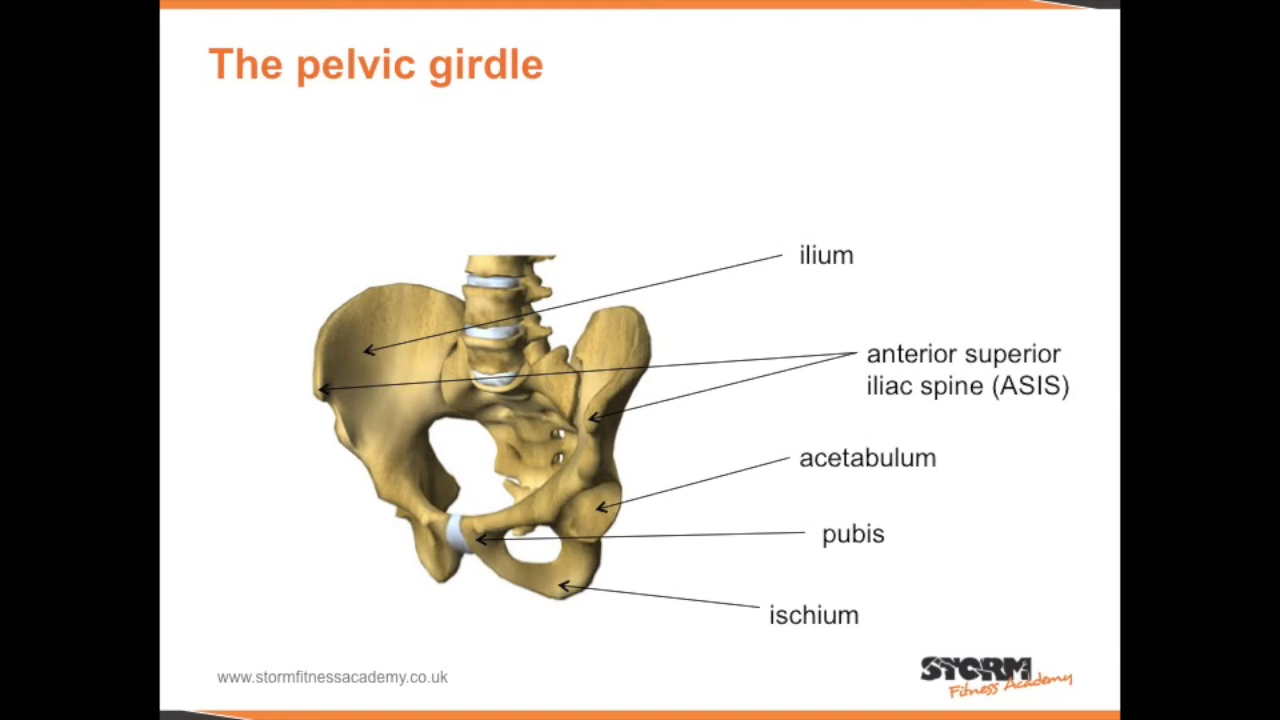 The pelvic girdle
ilium
anterior superior
iliac spine (ASIS)
acetabulum
pubis
ischium
www.stormfitnessacademy.co.uk
STORM
Fitness Academy